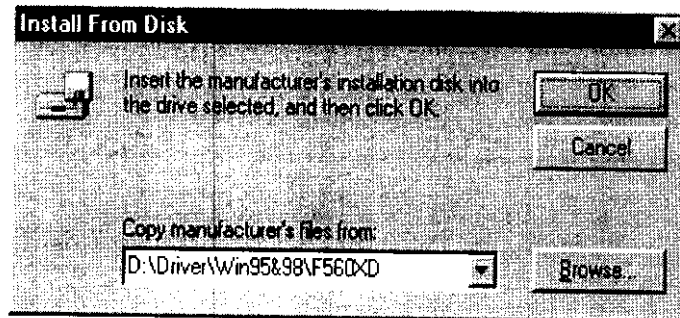 Install From Disk
Insert the manufacturer's installation disk into
the drive selected, and then click OK.
OK
Cancel
Copy manufacturer's files from:
D:\Driver\Win95&98\F560XD
Browse...